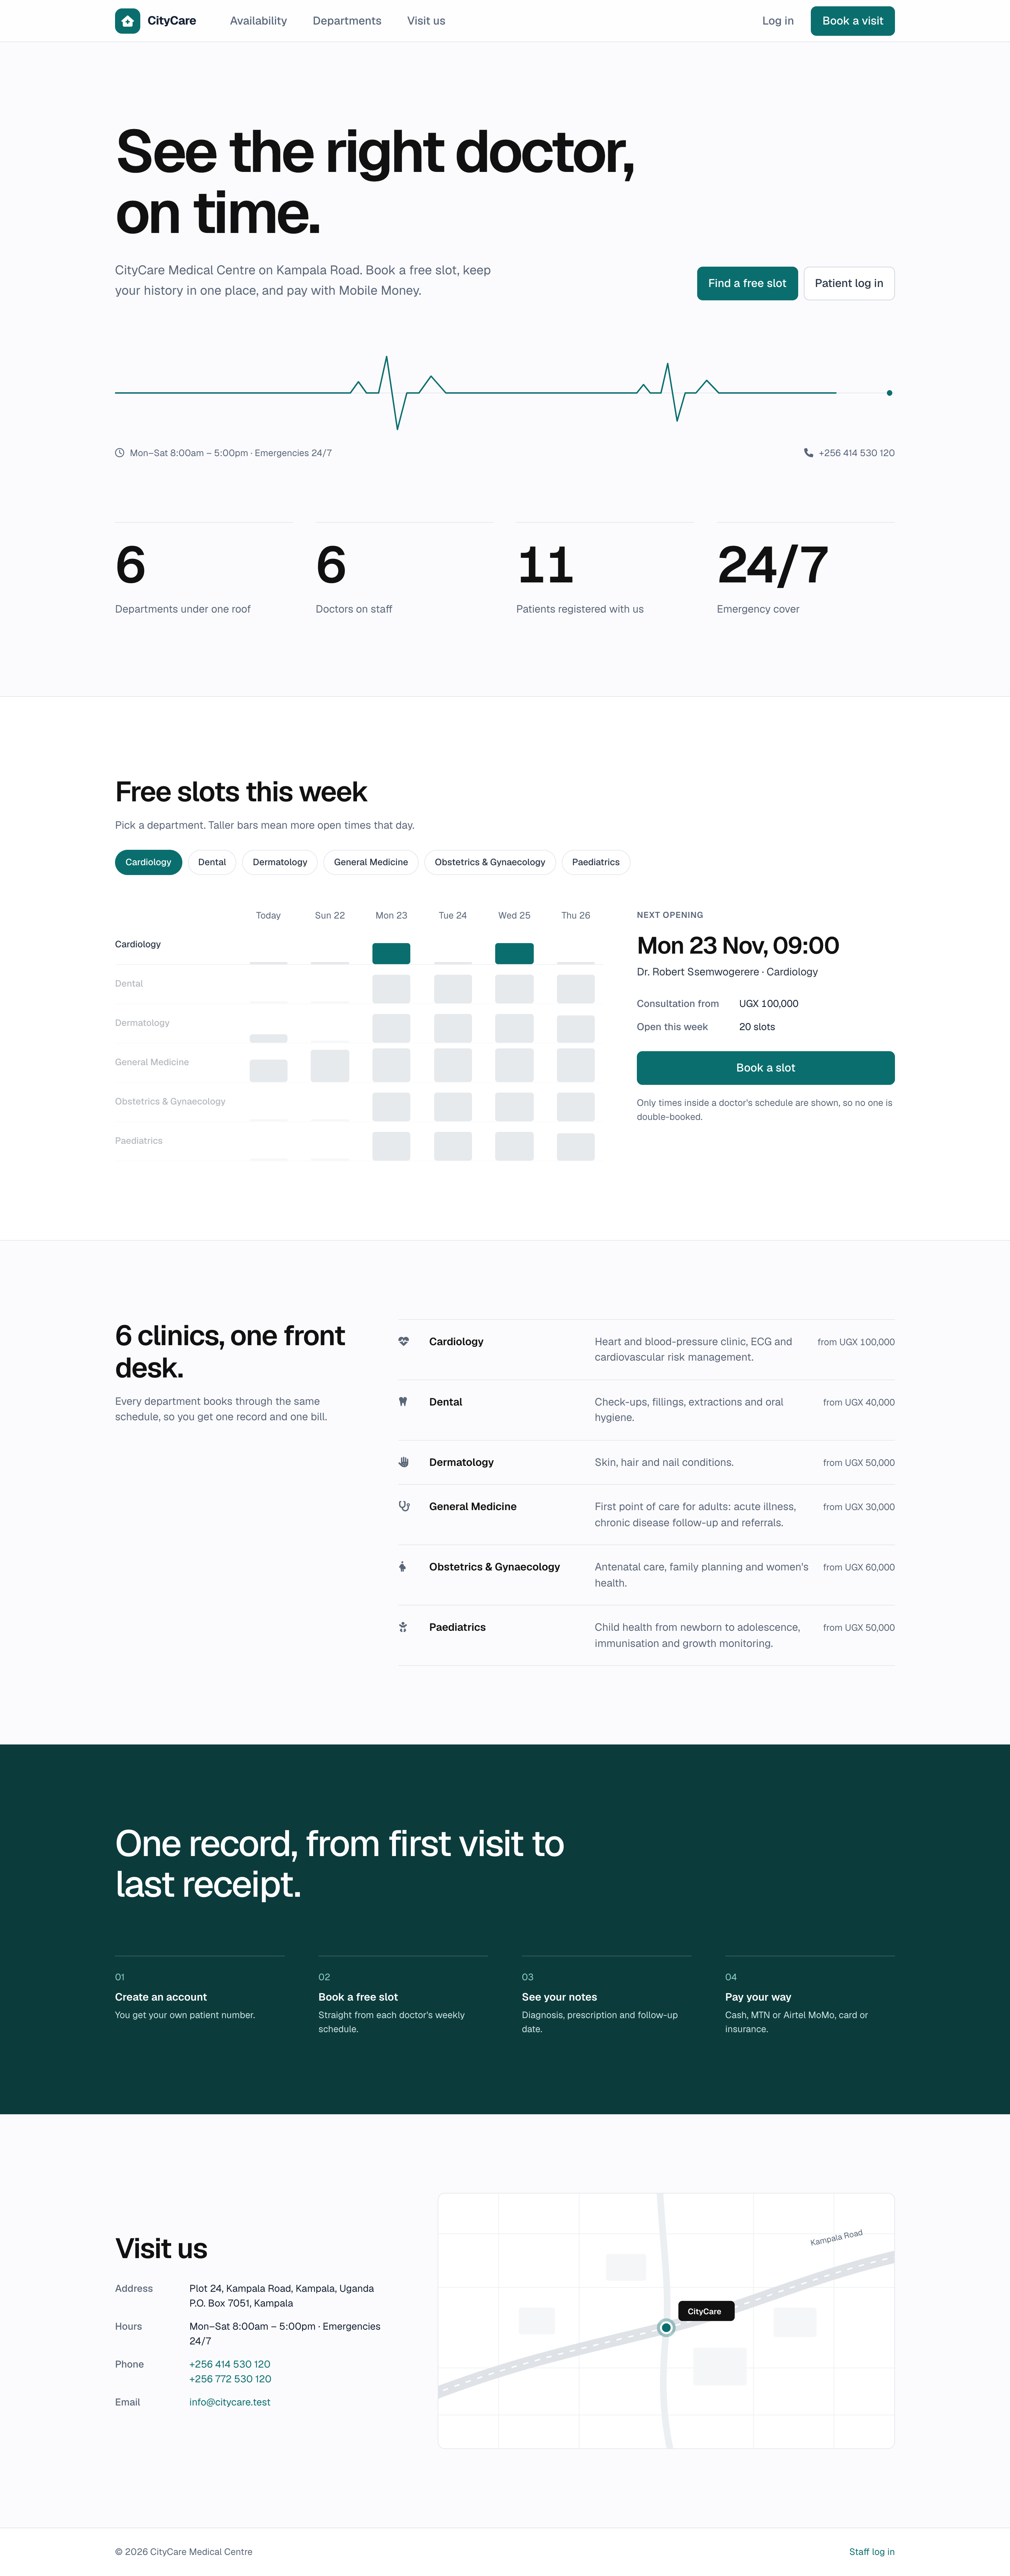 CityCare
Availability
Departments
Visit us
Log in
Book a visit
See the right doctor,
on time.
CityCare Medical Centre on Kampala Road. Book a free slot, keep
your history in one place, and pay with Mobile Money.
Find a free slot
Patient log in
Mon–Sat 8:00am – 5:00pm · Emergencies 24/7
+256 414 530 120
6
Departments under one roof
6
Doctors on staff
11
Patients registered with us
24/7
Emergency cover
Free slots this week
Pick a department. Taller bars mean more open times that day.
Cardiology
Dental
Dermatology
General Medicine
Obstetrics & Gynaecology
Paediatrics
Today
Sun 22
Mon 23
Tue 24
Wed 25
Thu 26
Cardiology
Dental
Dermatology
General Medicine
Obstetrics & Gynaecology
Paediatrics
NEXT OPENING
Mon 23 Nov, 09:00
Dr. Robert Ssemwogerere · Cardiology
Consultation from
UGX 100,000
Open this week
20 slots
Book a slot
Only times inside a doctor's schedule are shown, so no one is
double-booked.
6 clinics, one front
desk.
Every department books through the same
schedule, so you get one record and one bill.
Cardiology
Heart and blood-pressure clinic, ECG and
cardiovascular risk management.
from UGX 100,000
Dental
Check-ups, fillings, extractions and oral
hygiene.
from UGX 40,000
Dermatology
Skin, hair and nail conditions.
from UGX 50,000
General Medicine
First point of care for adults: acute illness,
chronic disease follow-up and referrals.
from UGX 30,000
Obstetrics & Gynaecology
Antenatal care, family planning and women's
health.
from UGX 60,000
Paediatrics
Child health from newborn to adolescence,
immunisation and growth monitoring.
from UGX 50,000
One record, from first visit to
last receipt.
01
Create an account
You get your own patient number.
02
Book a free slot
Straight from each doctor's weekly
schedule.
03
See your notes
Diagnosis, prescription and follow-up
date.
04
Pay your way
Cash, MTN or Airtel MoMo, card or
insurance.
Visit us
Address
Plot 24, Kampala Road, Kampala, Uganda
P.O. Box 7051, Kampala
Hours
Mon–Sat 8:00am – 5:00pm · Emergencies
24/7
Phone
+256 414 530 120
+256 772 530 120
Email
info@citycare.test
Kampala Road
CityCare
© 2026 CityCare Medical Centre
Staff log in